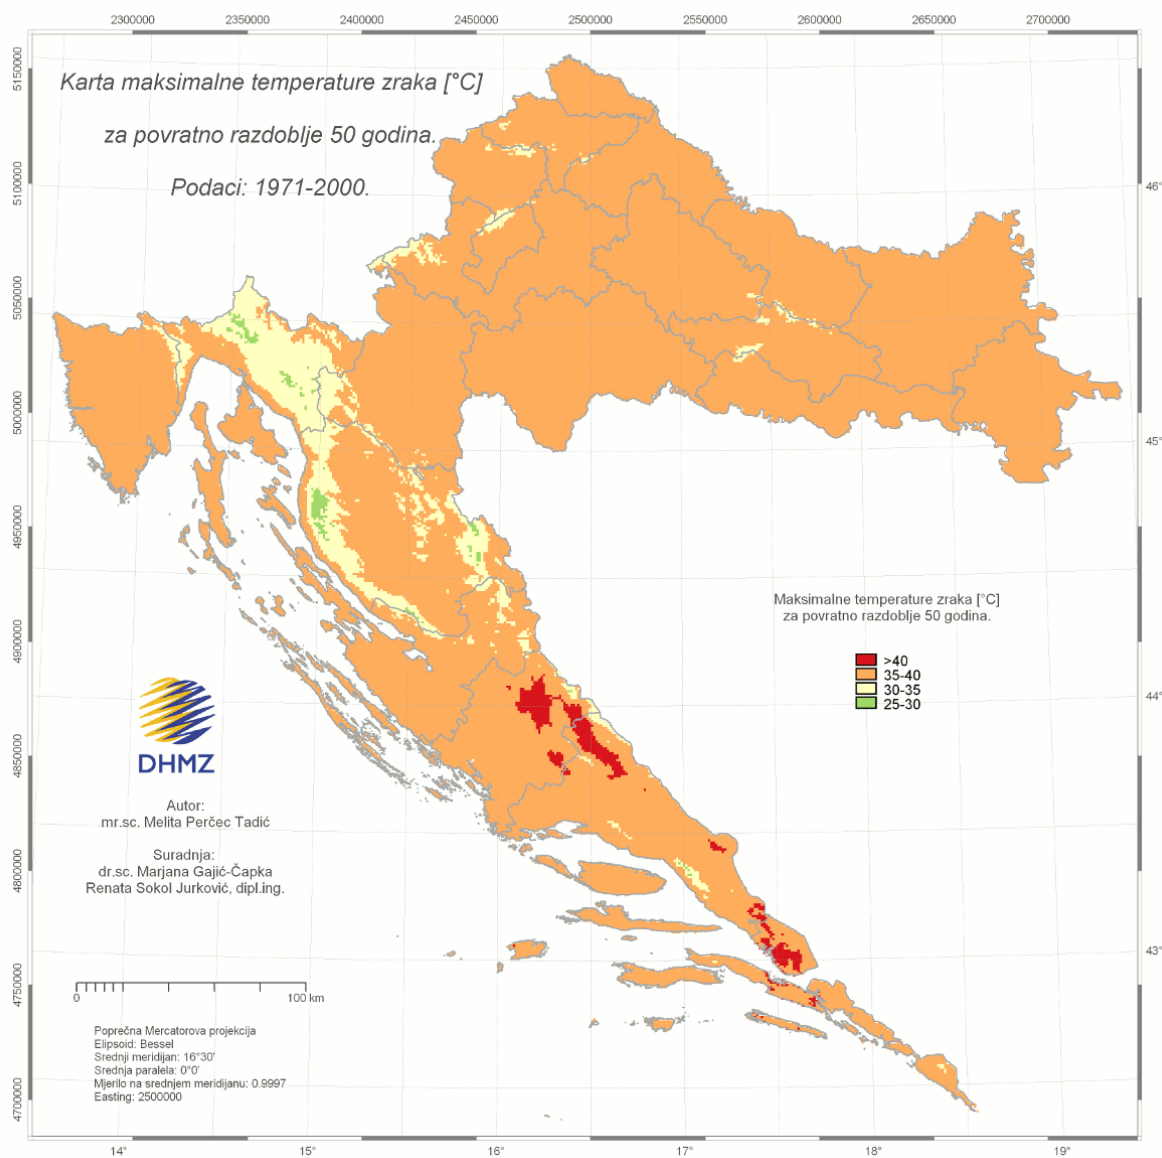 2300000 2350000 2400000 2450000 2500000 2550000 2600000 2650000 2700000
5150000
5100000
5050000
5000000
4950000
4900000
4850000
4800000
4750000
4700000
Karta maksimalne temperature zraka [°C]
za povratno razdoblje 50 godina.
Podaci: 1971-2000.
46°
45°
44°
43°
Maksimalne temperature zraka [°C]
za povratno razdoblje 50 godina.
>40
35-40
30-35
25-30
DHMZ
Autor:
mr.sc. Melita Perčec Tadić
Suradnja:
dr.sc. Marjana Gajić-Čapka
Renata Sokol Jurković, dipl.ing.
0 100 km
Poprečna Mercatorova projekcija
Elipsoid: Bessel
Srednji meridijan: 16°30'
Srednja paralela: 0°0'
Mjerilo na srednjem meridijanu: 0.9997
Easting: 2500000
14° 15° 16° 17° 18° 19°